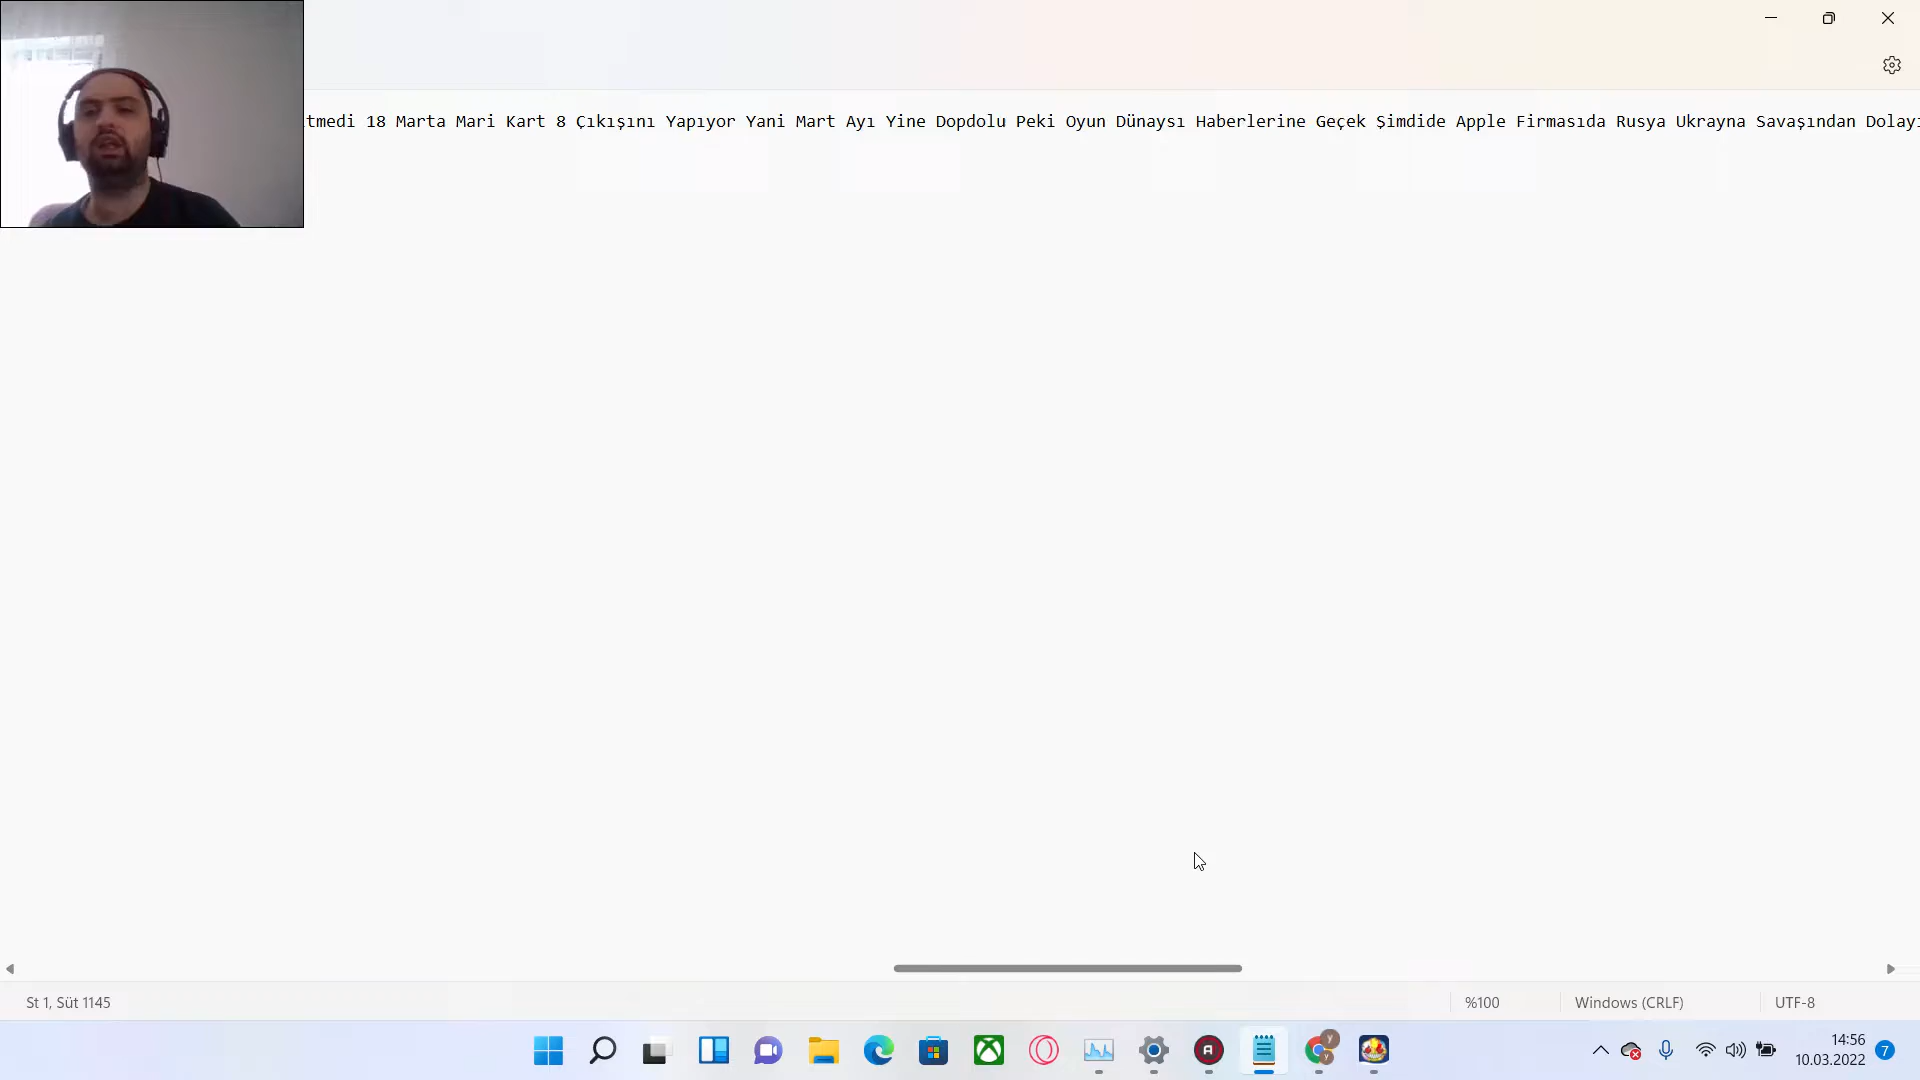 tmedi 18 Marta Mari Kart 8 Çıkışını Yapıyor Yani Mart Ayı Yine Dopdolu Peki Oyun Dünaysı Haberlerine Geçek Şimdide Apple Firmasıda Rusya Ukrayna Savaşından Dolayı
St 1, Süt 1145
%100
Windows (CRLF)
UTF-8
14:56
10.03.2022
7